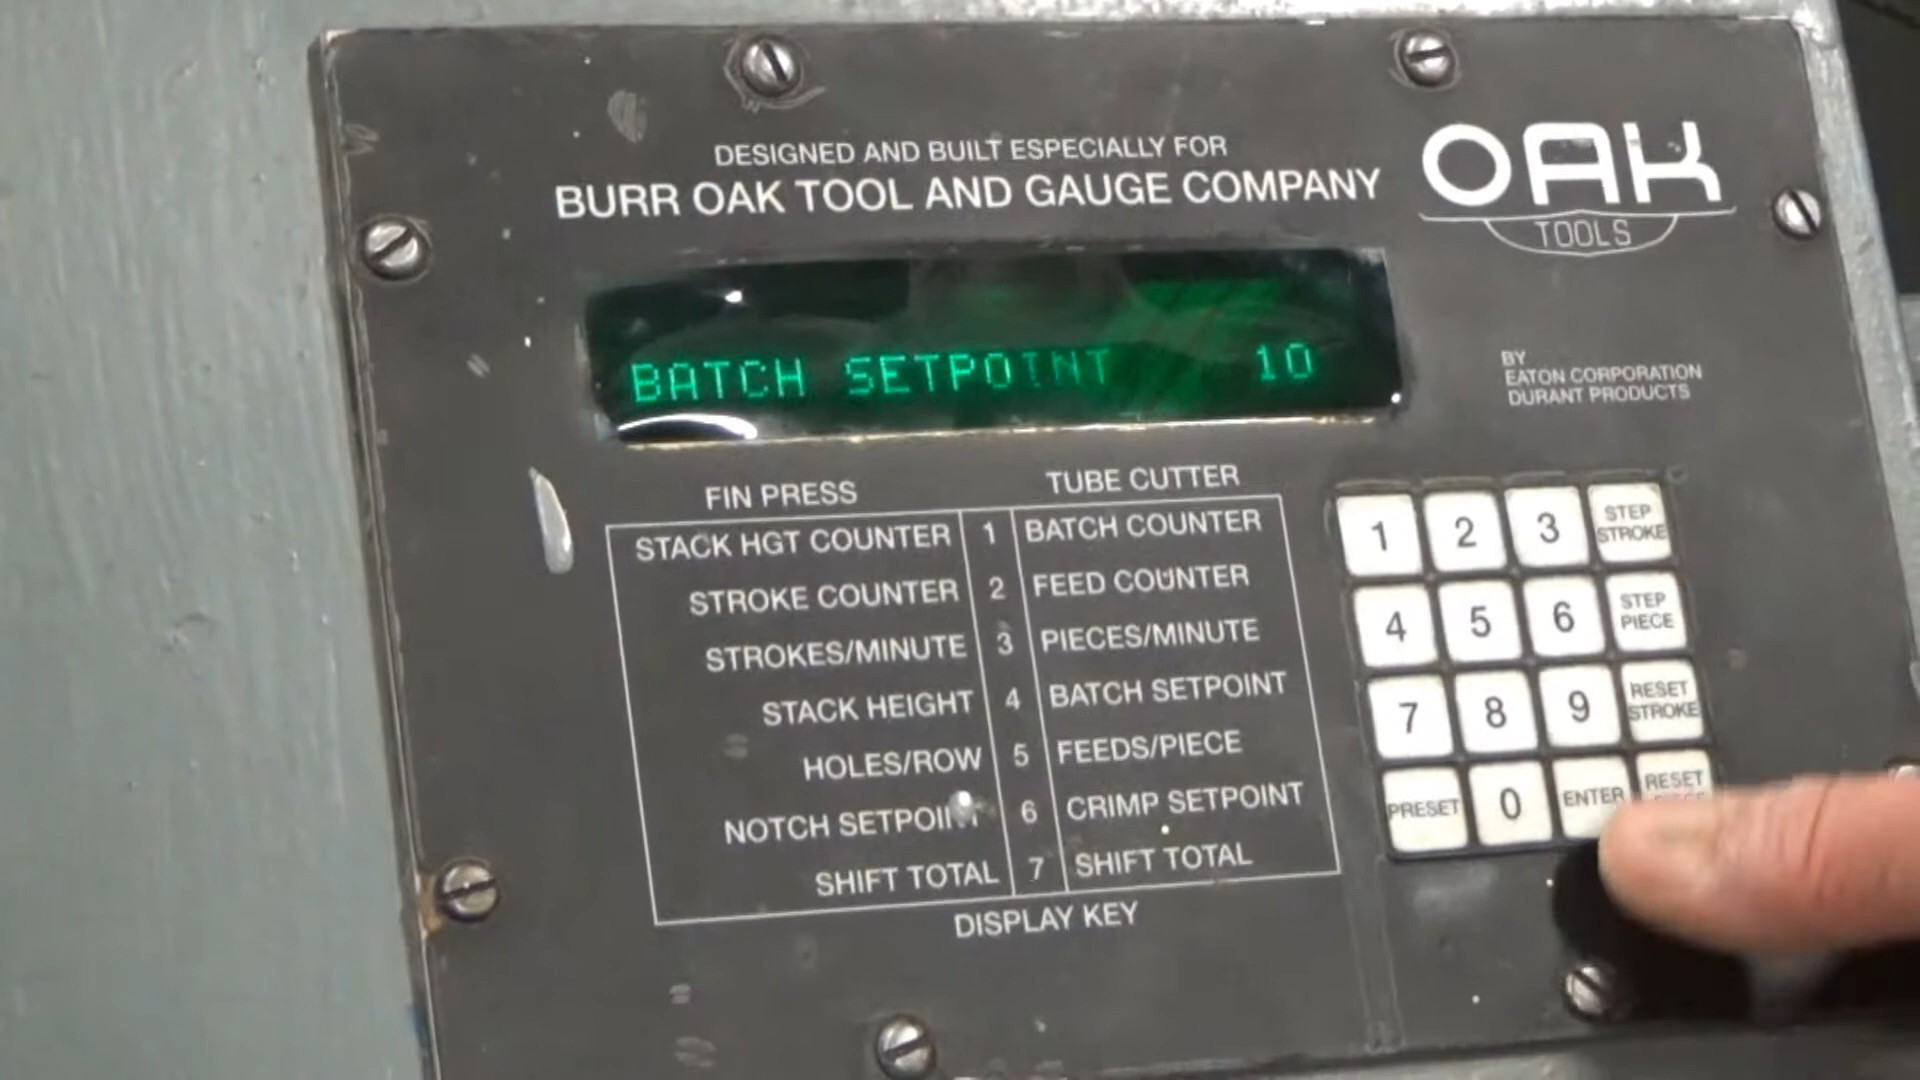 DESIGNED AND BUILT ESPECIALLY FOR
BURR OAK TOOL AND GAUGE COMPANY
OAK
TOOLS
BATCH SETPOINT 10
BY
EATON CORPORATION
DURANT PRODUCTS
FIN PRESS TUBE CUTTER
STACK HGT COUNTER 1 BATCH COUNTER
STROKE COUNTER 2 FEED COUNTER
STROKES/MINUTE 3 PIECES/MINUTE
STACK HEIGHT 4 BATCH SETPOINT
HOLES/ROW 5 FEEDS/PIECE
NOTCH SETPOINT 6 CRIMP SETPOINT
SHIFT TOTAL 7 SHIFT TOTAL
DISPLAY KEY
1 2 3 STEP STROKE
4 5 6 STEP PIECE
7 8 9 RESET STROKE
PRESET 0 ENTER RESET